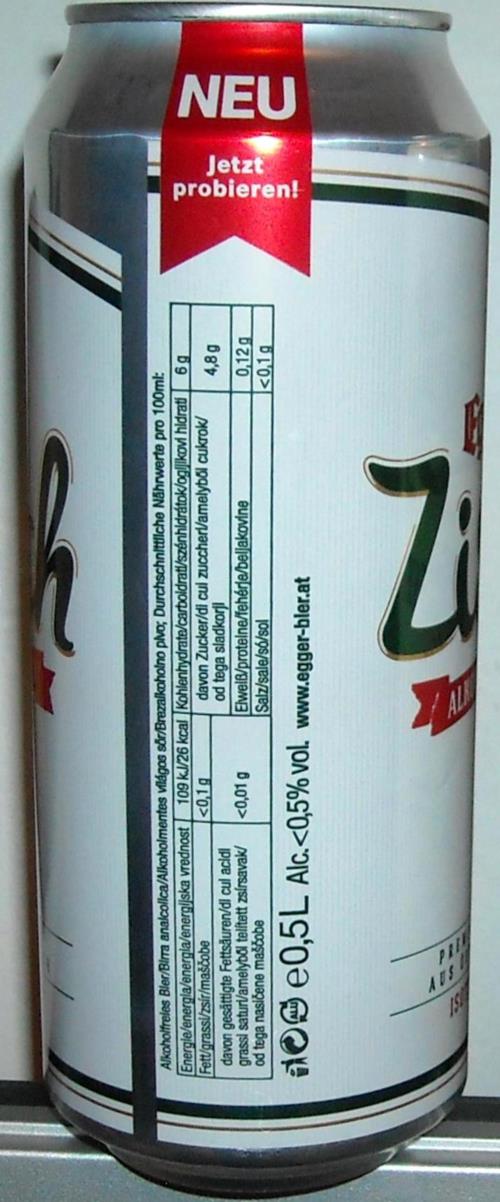 NEU
Jetzt
probieren!
Alkoholfreies Bier/Birra analcolica/Alkoholmentes világos sör/Brezalkoholno pivo; Durchschnittliche Nährwerte pro 100ml:
Energie/energia/energia/energijska vrednost 109 kJ/26 kcal
Fett/grassi/zsír/maščobe <0,1 g
davon gesättigte Fettsäuren/di cui acidi
grassi saturi/amelyből telített zsírsavak/
od tega nasičene maščobe <0,01 g
Kohlenhydrate/carboidrati/szénhidrátok/ogljikovi hidrati 6 g
davon Zucker/di cui zuccheri/amelyből cukrok/
od tega sladkorji 4,8 g
Eiweiß/proteine/fehérje/beljakovine 0,12 g
Salz/sale/só/sol <0,1 g
e 0,5 L Alc. <0,5% vol. www.egger-bier.at
h
Zi
AUS